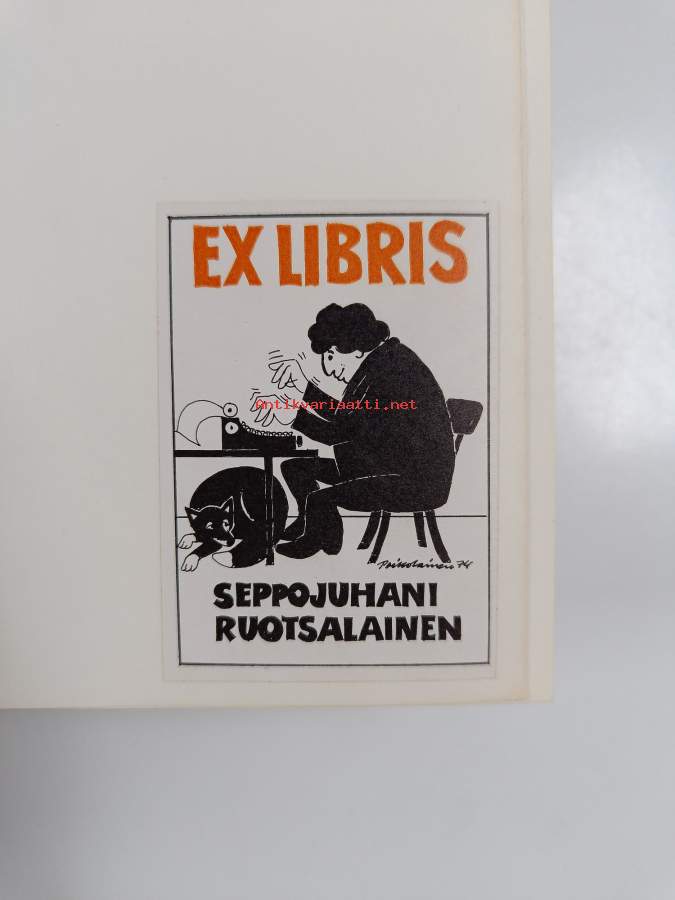 EX LIBRIS
Antikvariaatti.net
SEPPOJUHANI
RUOTSALAINEN